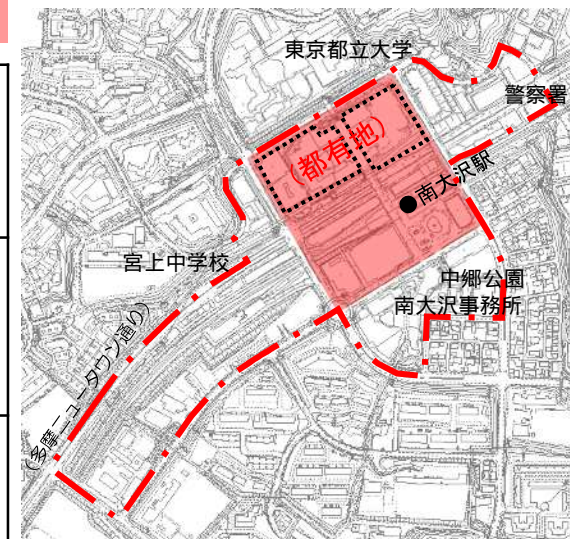 東京都立大学
警察署
(都有地)
南大沢駅
宮上中学校
中郷公園
南大沢事務所
(多摩ニュータウン通り)